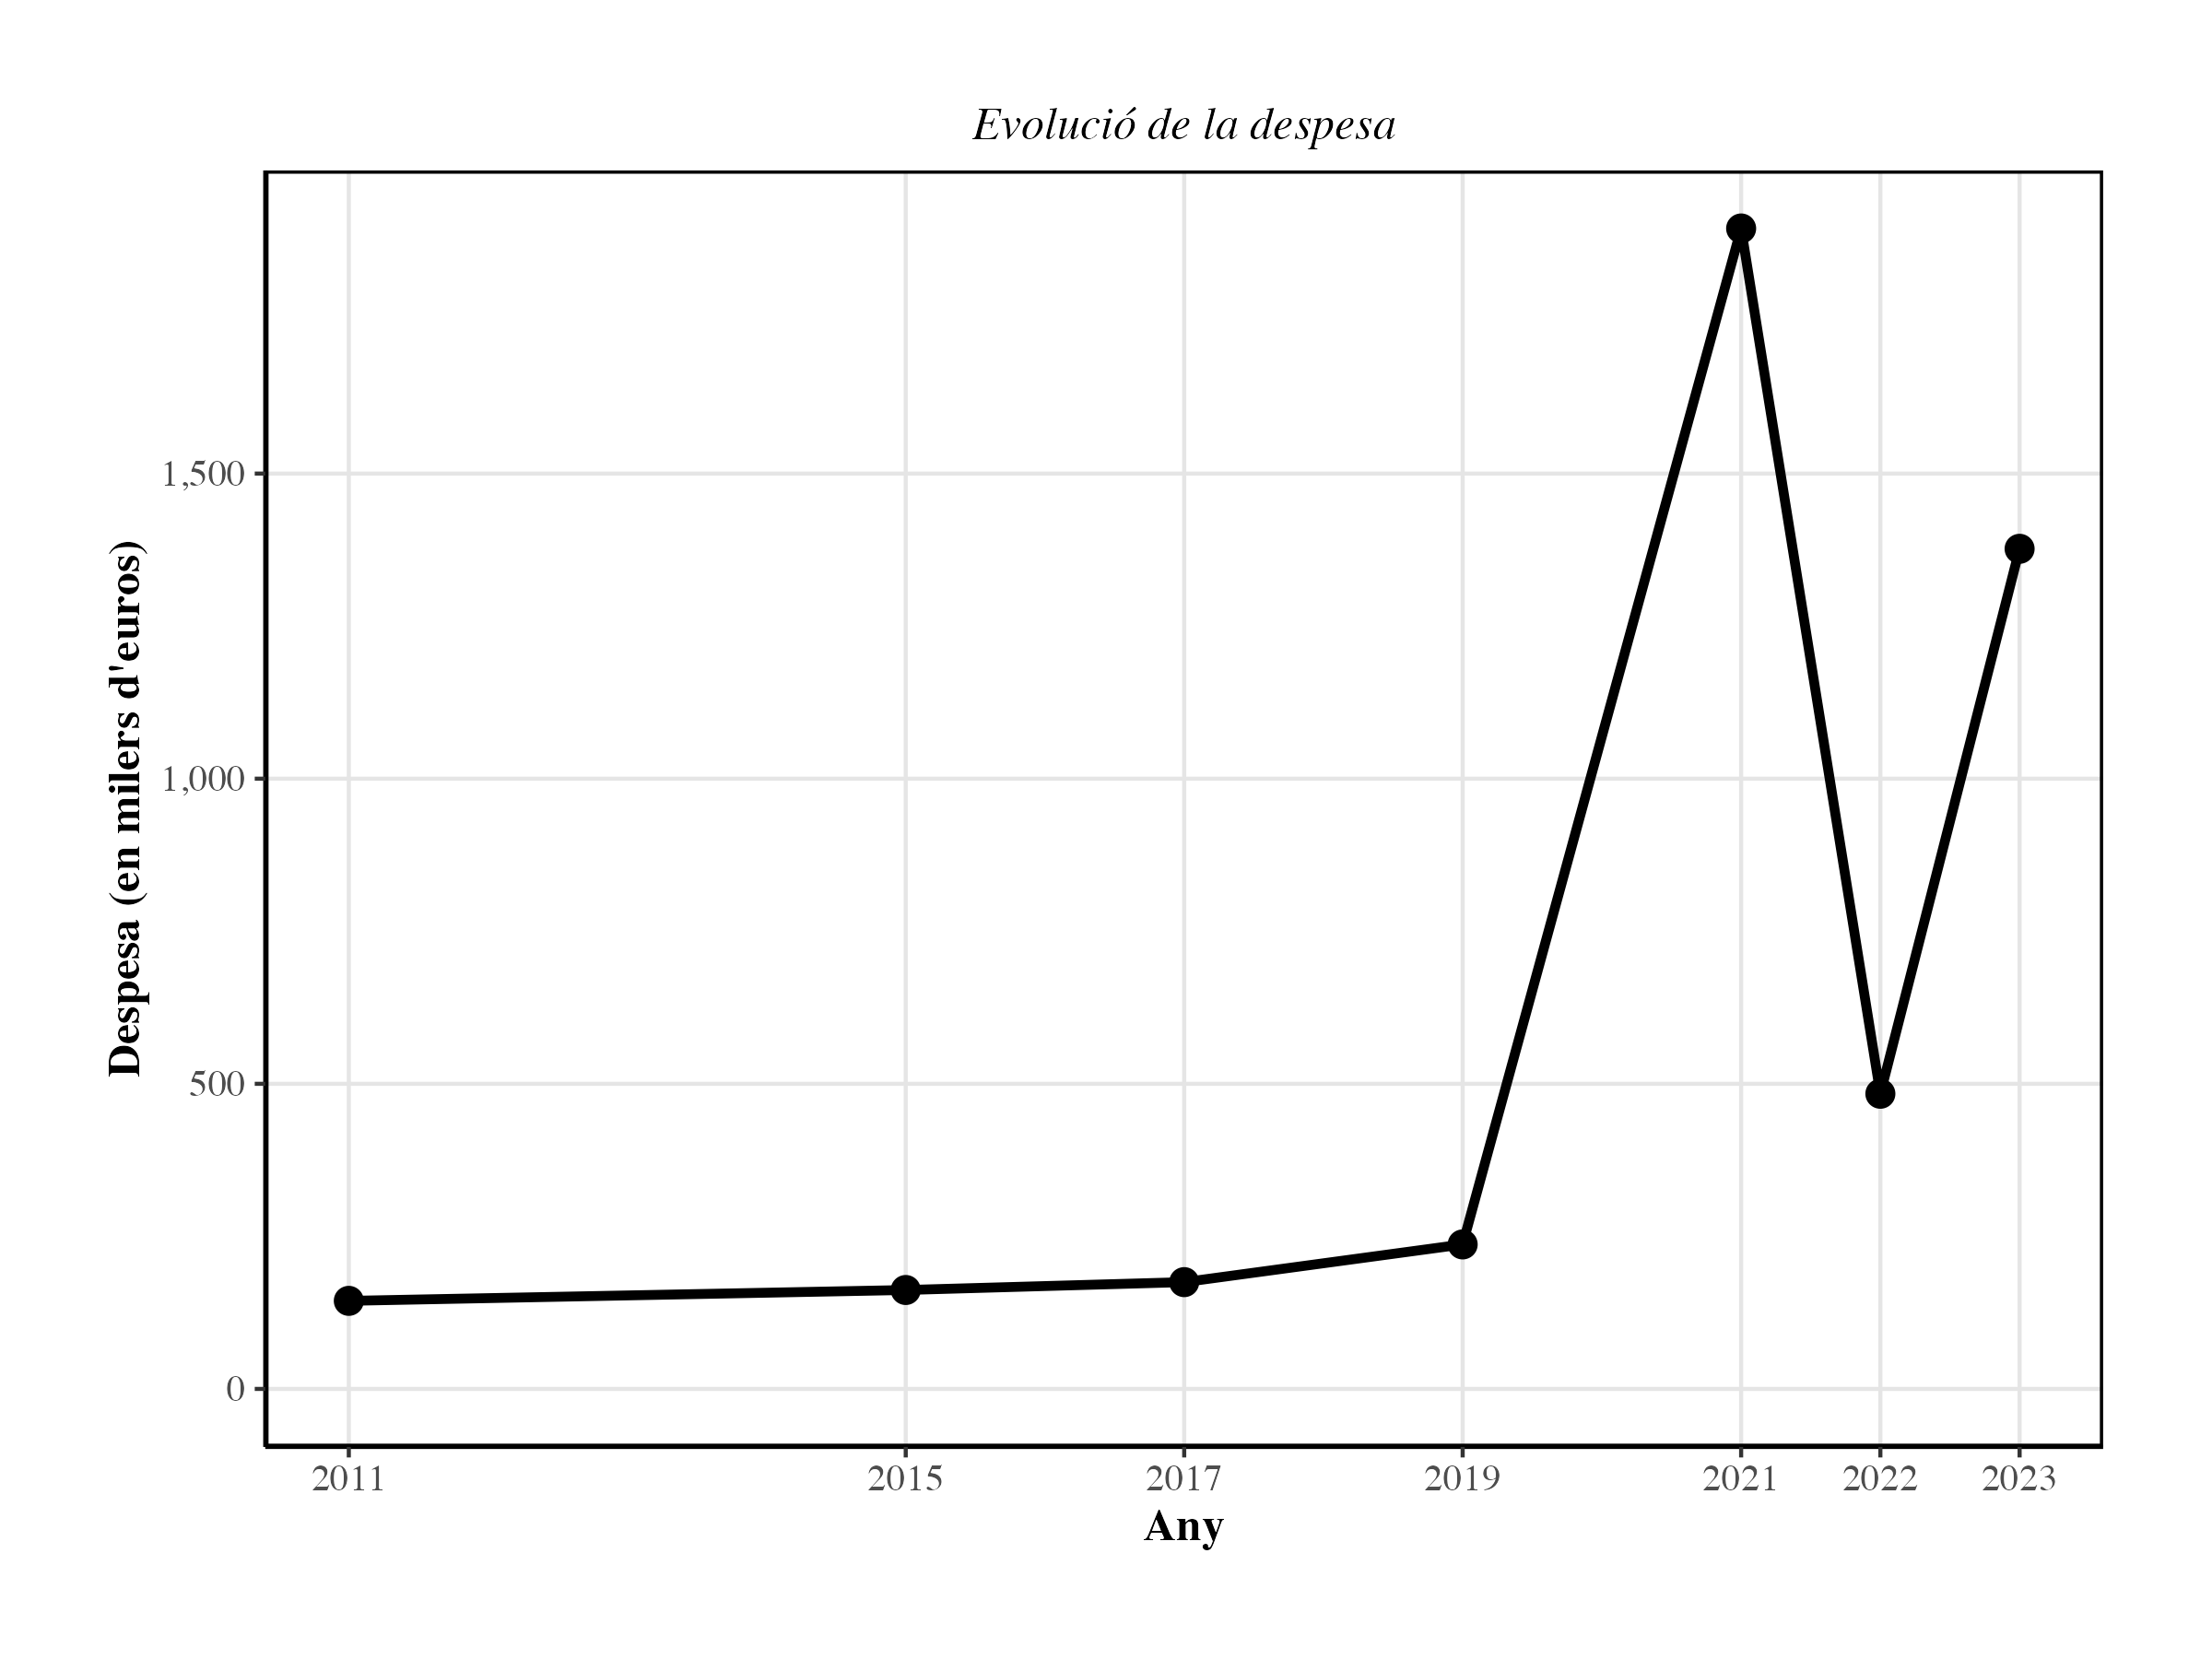 Evolució de la despesa
Despesa (en milers d'euros)
1,500
1,000
500
0
2011 2015 2017 2019 2021 2022 2023
Any